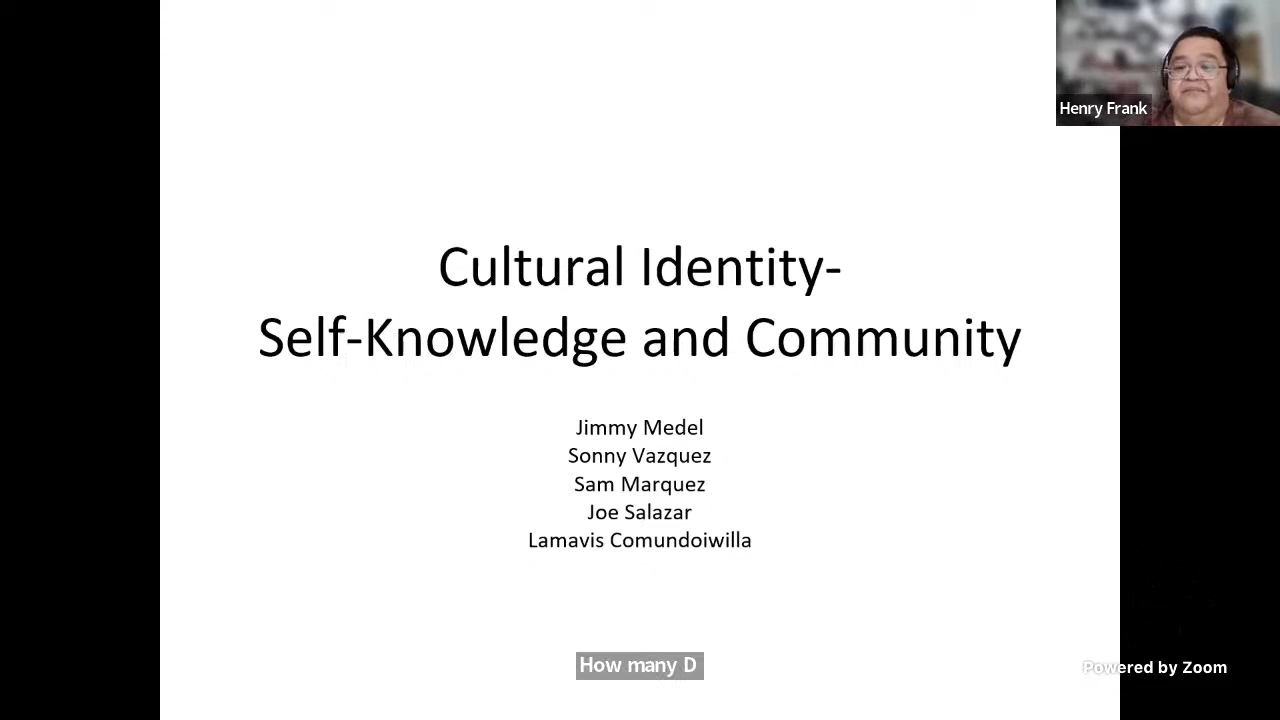 Henry Frank
Cultural Identity-
Self-Knowledge and Community
Jimmy Medel
Sonny Vazquez
Sam Marquez
Joe Salazar
Lamavis Comundoiwilla
How many D
Powered by Zoom